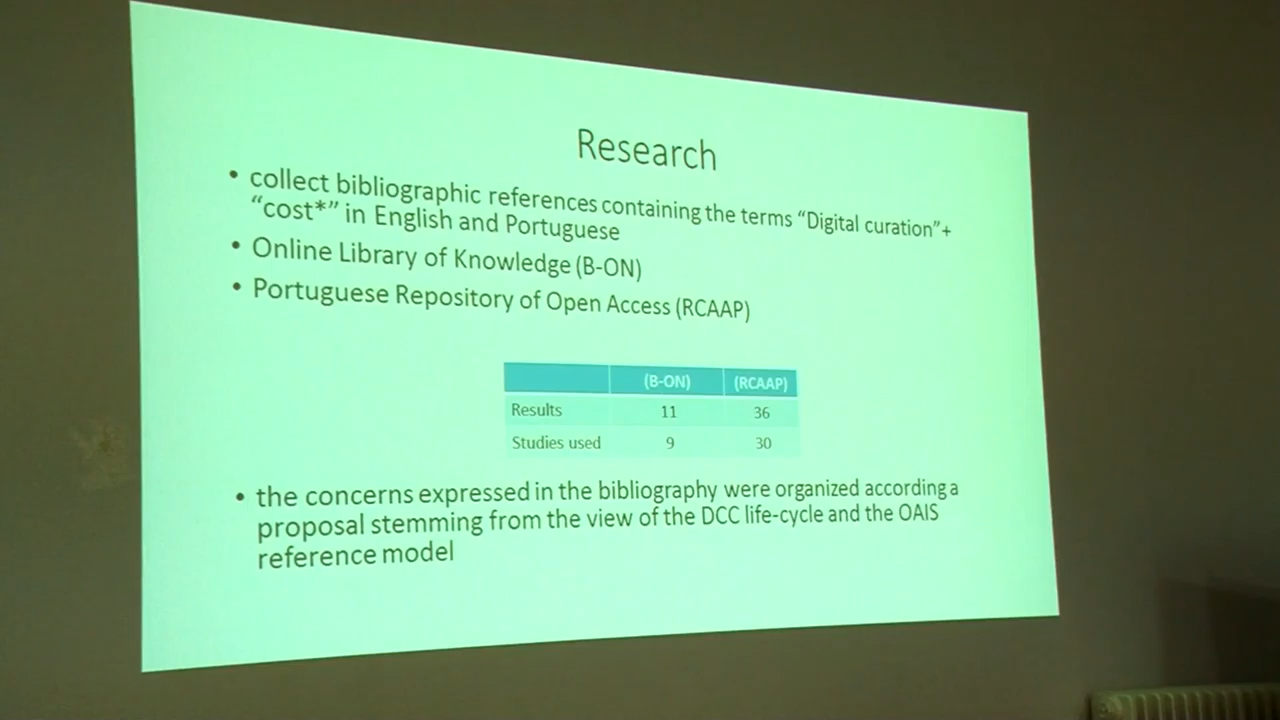 Research
• collect bibliographic references containing the terms “Digital curation”+
“cost*” in English and Portuguese
• Online Library of Knowledge (B-ON)
• Portuguese Repository of Open Access (RCAAP)
(B-ON) (RCAAP)
Results 11 36
Studies used 9 30
• the concerns expressed in the bibliography were organized according a
proposal stemming from the view of the DCC life-cycle and the OAIS
reference model